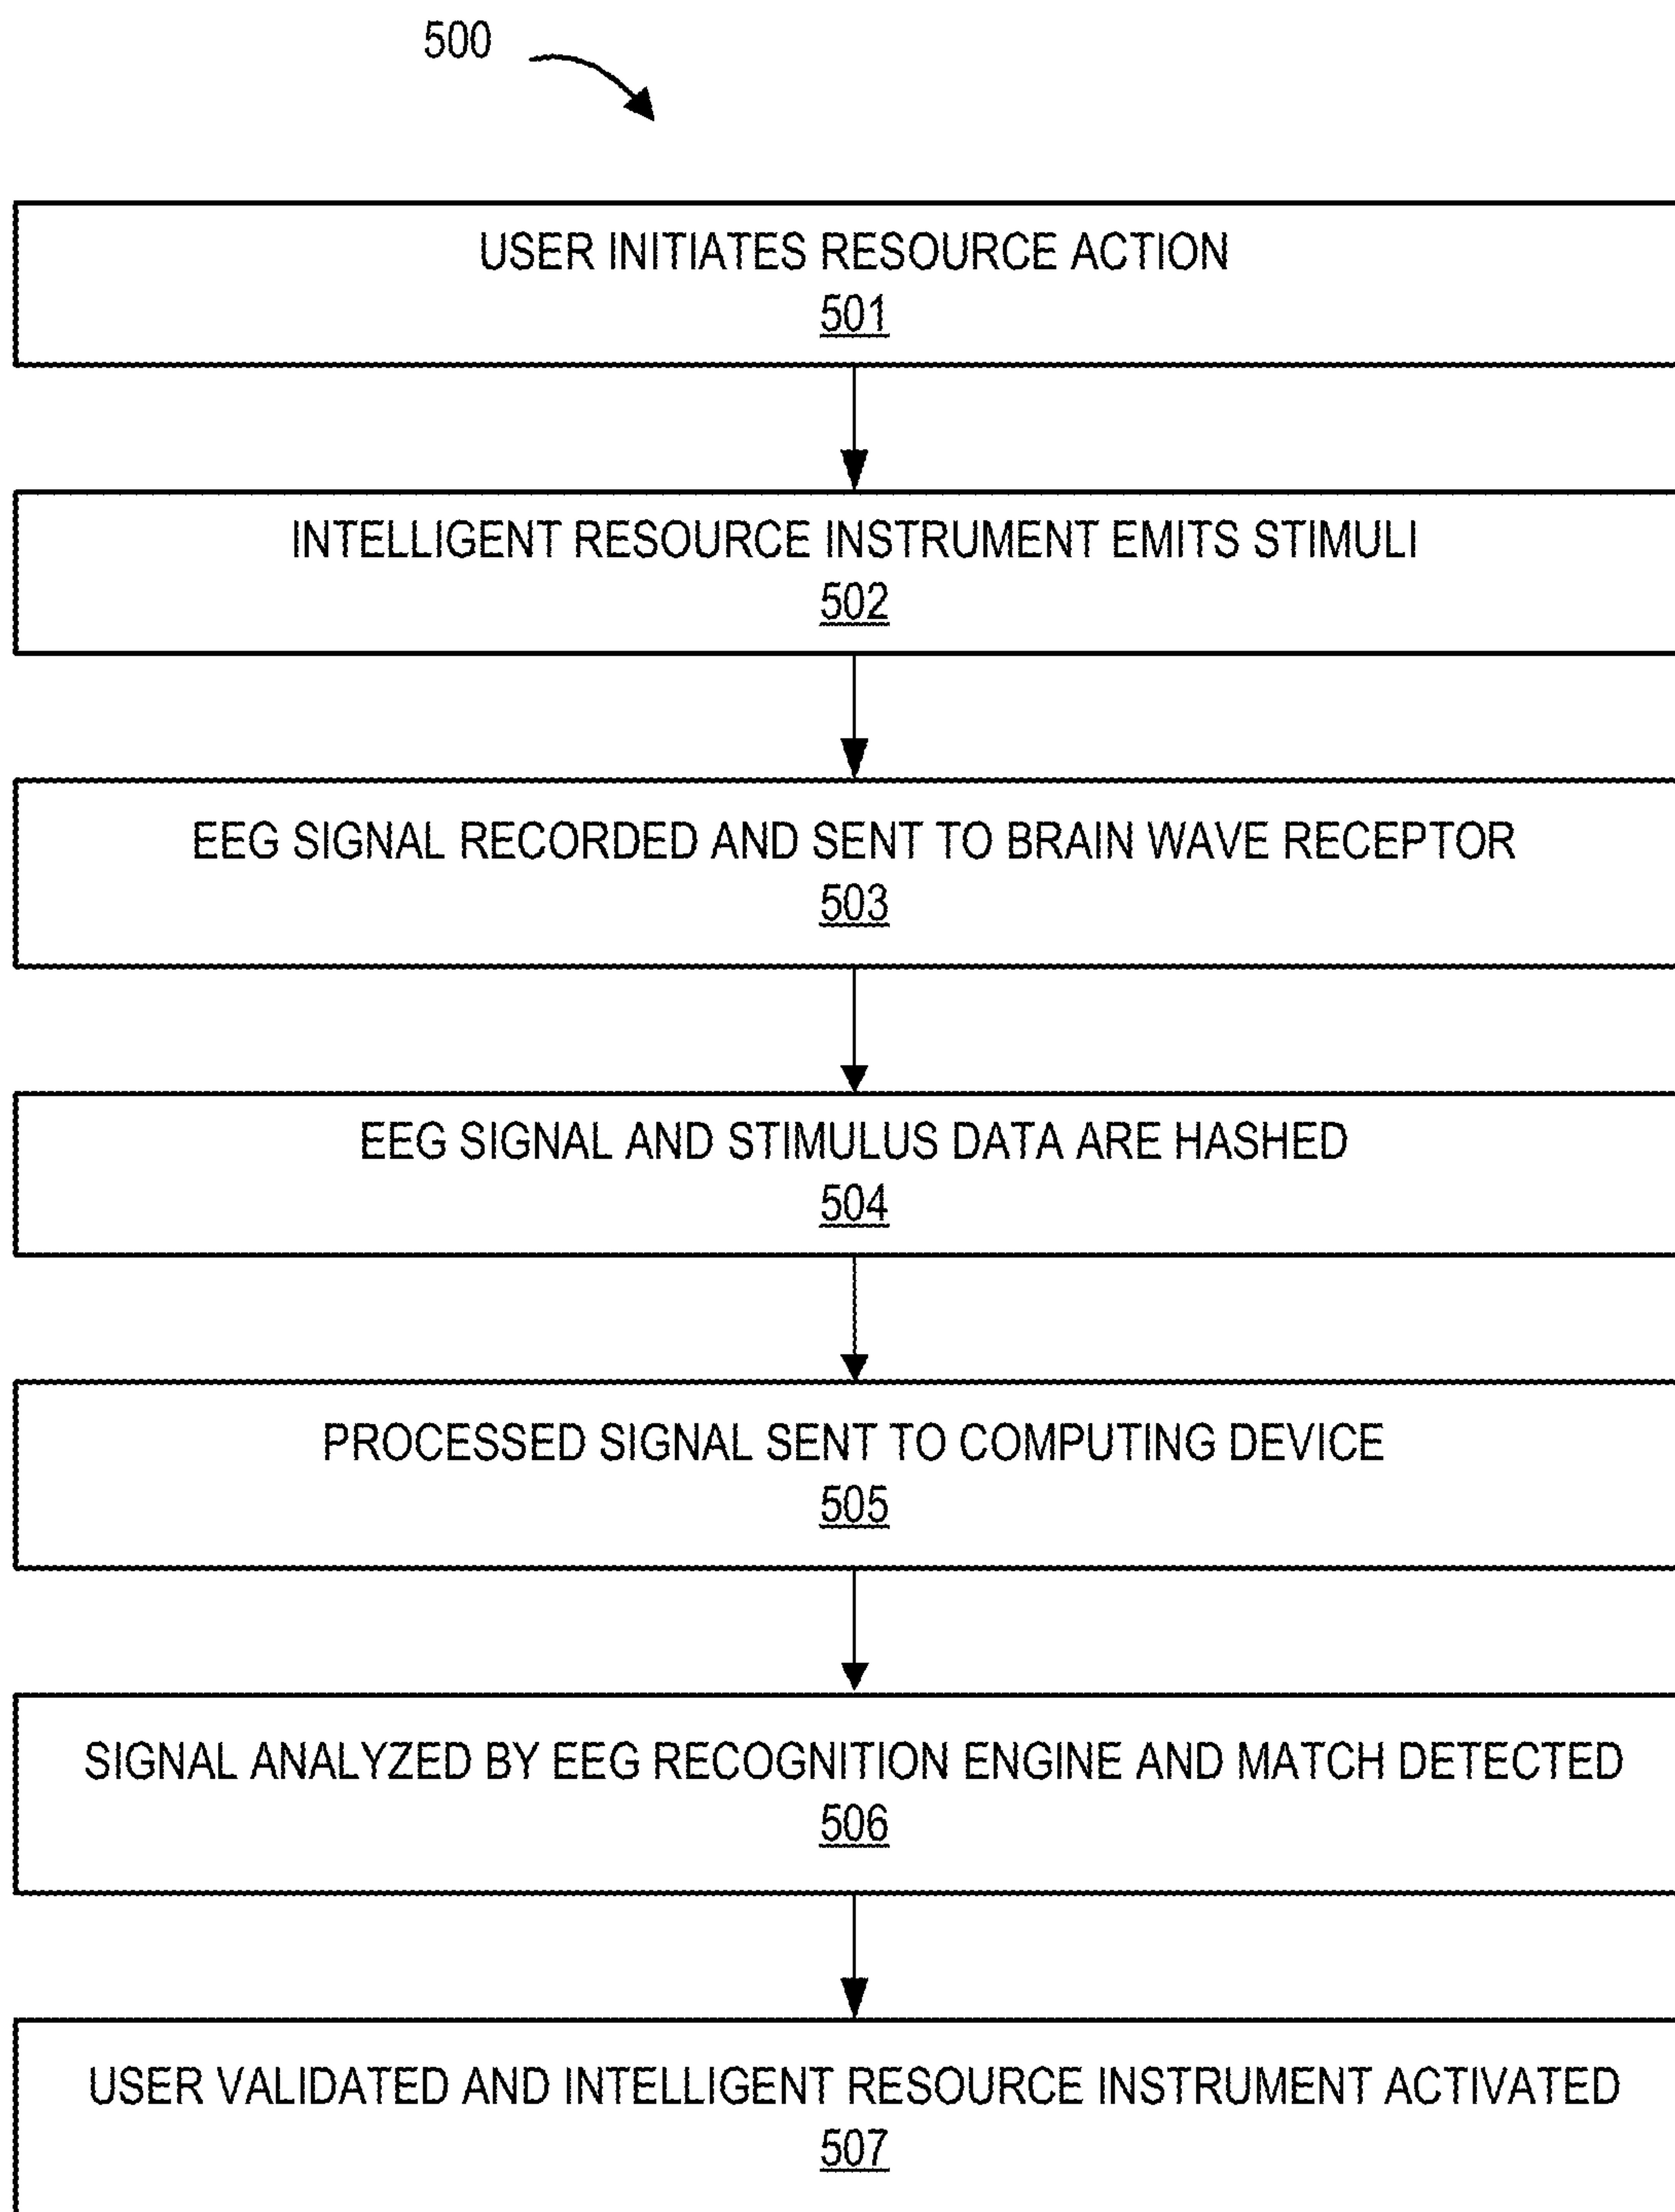 500
USER INITIATES RESOURCE ACTION
501
INTELLIGENT RESOURCE INSTRUMENT EMITS STIMULI
502
EEG SIGNAL RECORDED AND SENT TO BRAIN WAVE RECEPTOR
503
EEG SIGNAL AND STIMULUS DATA ARE HASHED
504
PROCESSED SIGNAL SENT TO COMPUTING DEVICE
505
SIGNAL ANALYZED BY EEG RECOGNITION ENGINE AND MATCH DETECTED
506
USER VALIDATED AND INTELLIGENT RESOURCE INSTRUMENT ACTIVATED
507